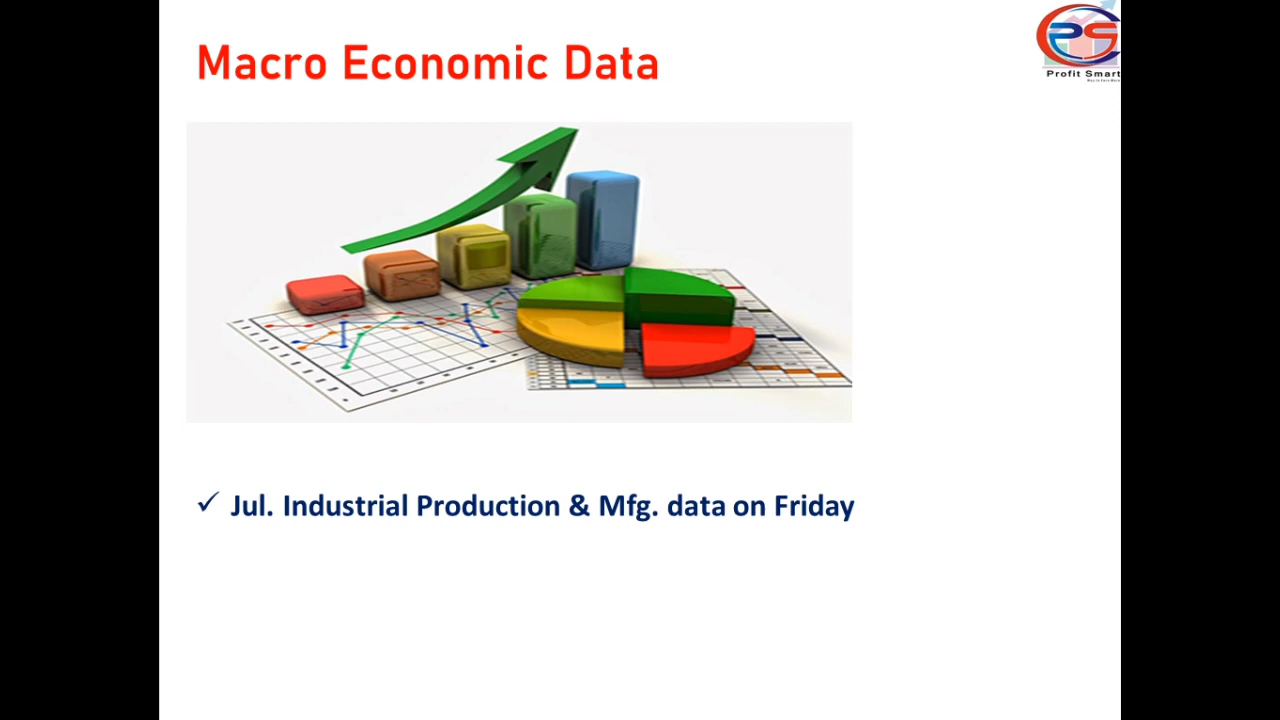 Macro Economic Data
Profit Smart
✓ Jul. Industrial Production & Mfg. data on Friday